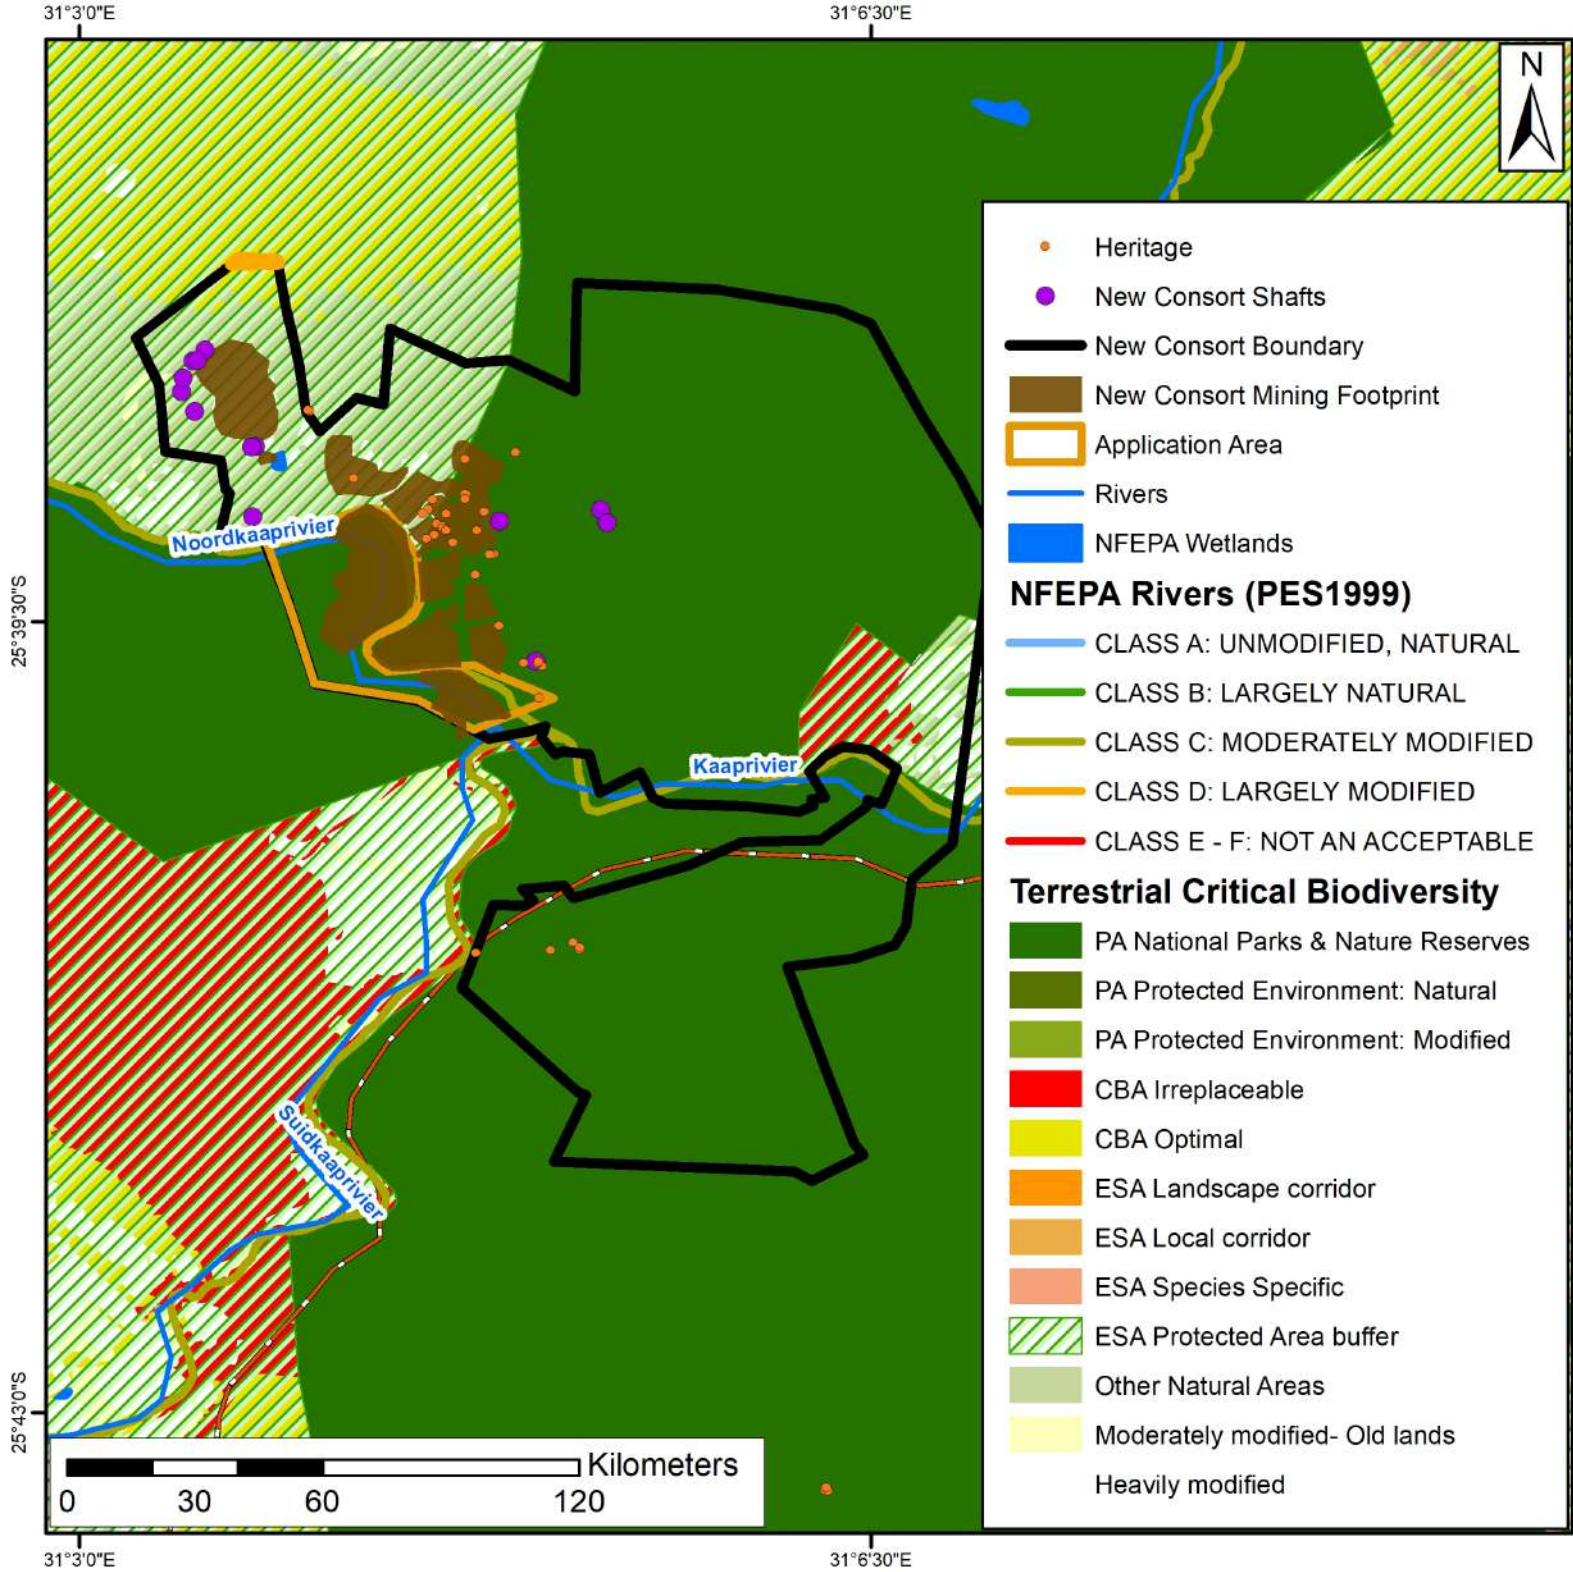 31°3'0"E
31°6'30"E
N
Heritage
New Consort Shafts
New Consort Boundary
New Consort Mining Footprint
Application Area
Rivers
NFEPA Wetlands
NFEPA Rivers (PES1999)
CLASS A: UNMODIFIED, NATURAL
CLASS B: LARGELY NATURAL
CLASS C: MODERATELY MODIFIED
CLASS D: LARGELY MODIFIED
CLASS E - F: NOT AN ACCEPTABLE
Terrestrial Critical Biodiversity
PA National Parks & Nature Reserves
PA Protected Environment: Natural
PA Protected Environment: Modified
CBA Irreplaceable
CBA Optimal
ESA Landscape corridor
ESA Local corridor
ESA Species Specific
ESA Protected Area buffer
Other Natural Areas
Moderately modified- Old lands
Heavily modified
Noordkaaprivier
25°39'30"S
Kaaprivier
Suidkaaprivier
25°43'0"S
Kilometers
0 30 60 120
31°3'0"E
31°6'30"E